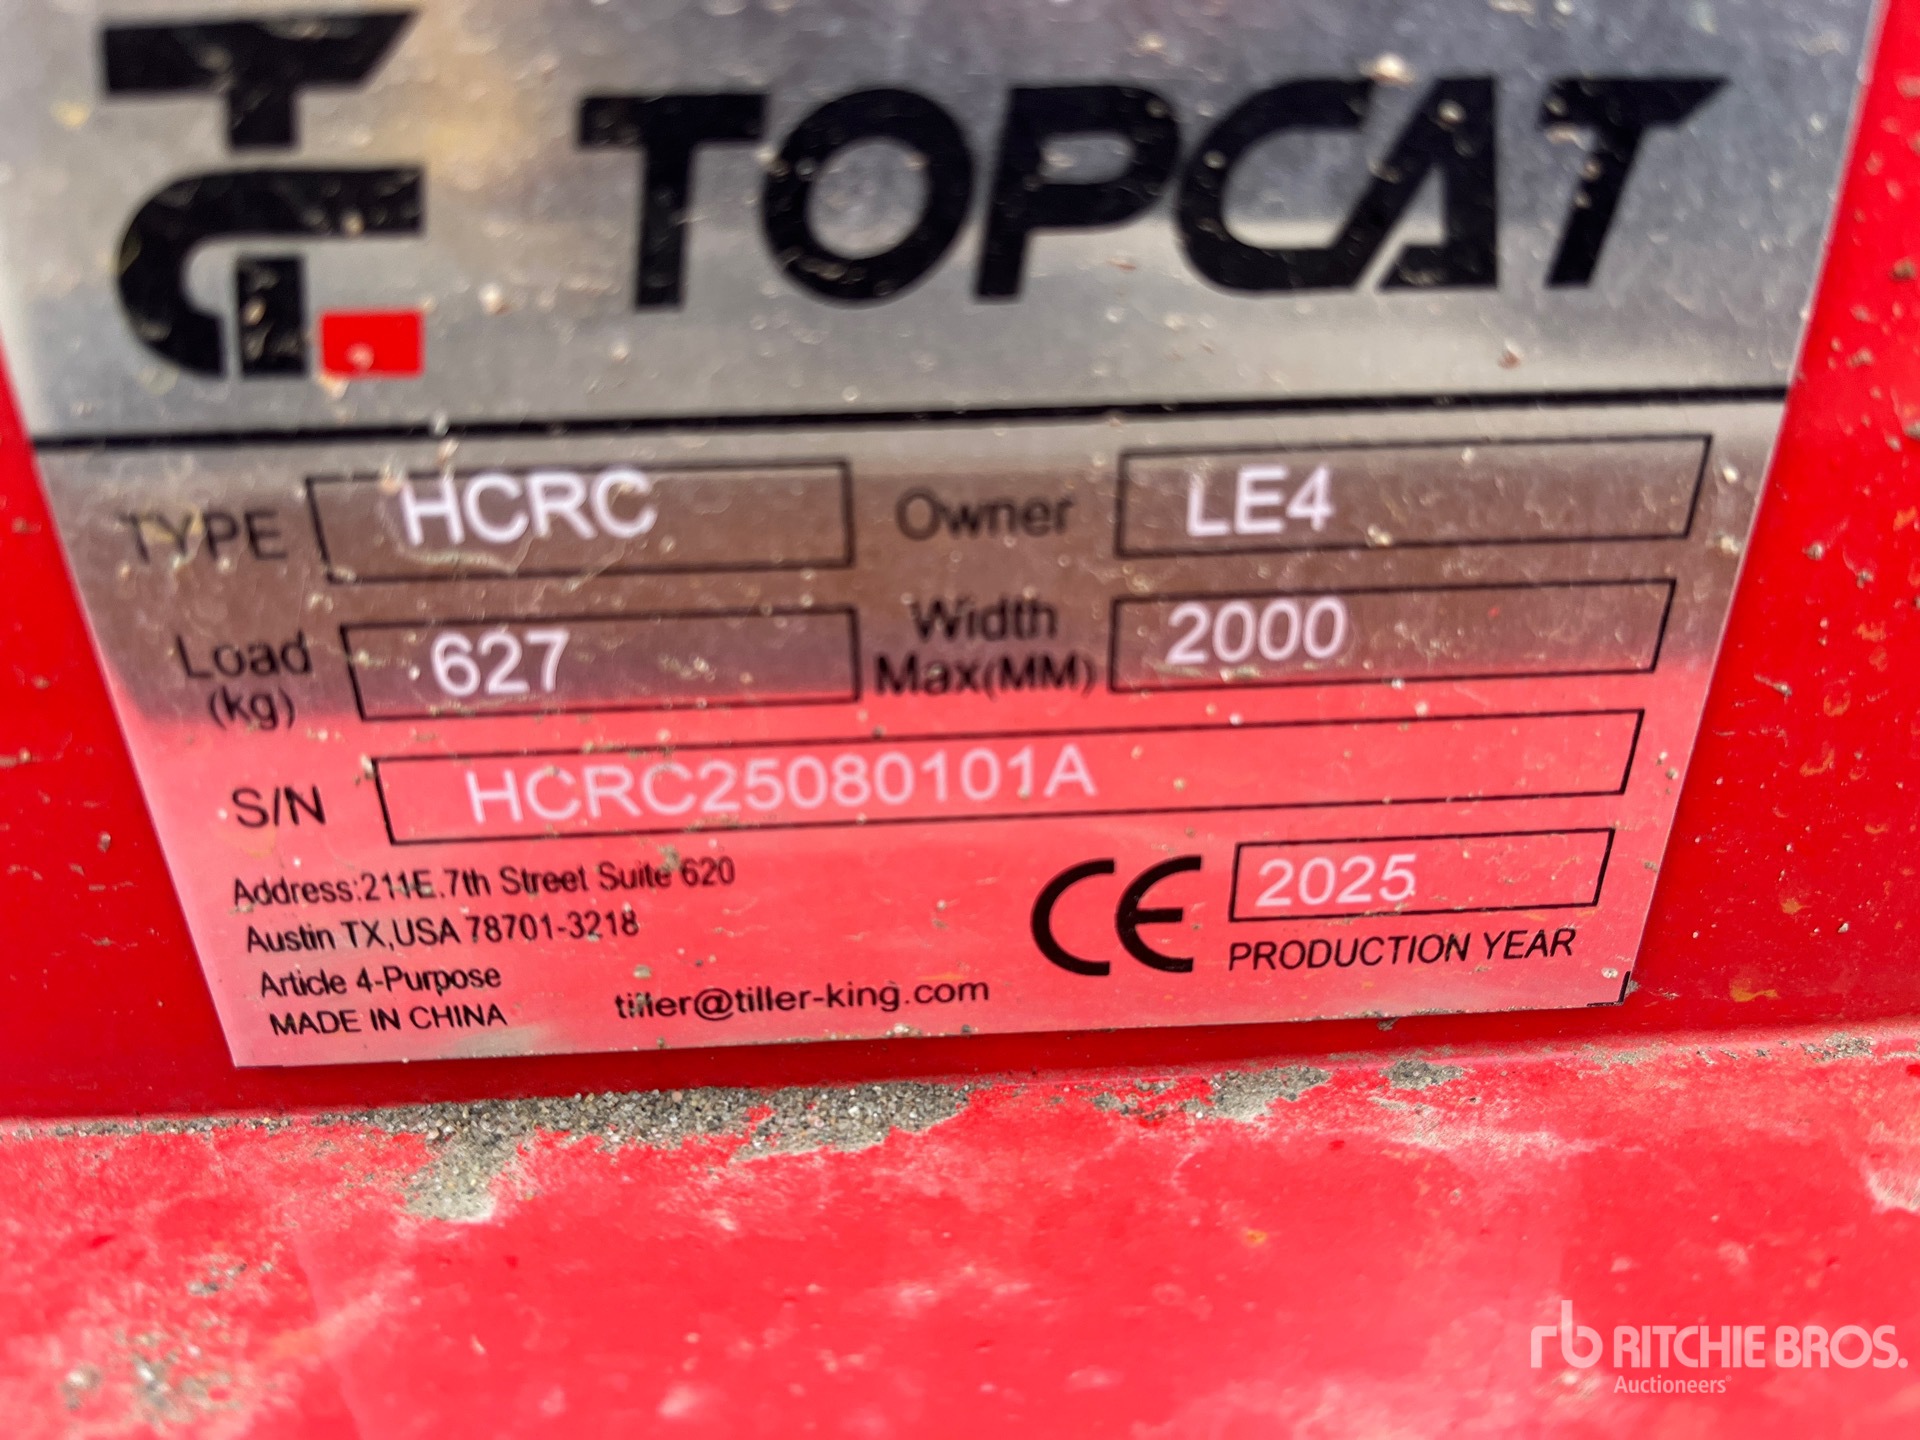 TC
TOPCAT
TYPE HCRC Owner LE4
Load (kg) 627 Width Max(MM) 2000
S/N HCRC25080101A
Address:211E.7th Street Suite 620
Austin TX,USA 78701-3218
Article 4-Purpose
MADE IN CHINA
tiller@tiller-king.com
CE 2025
PRODUCTION YEAR
rb RITCHIE BROS.
Auctioneers